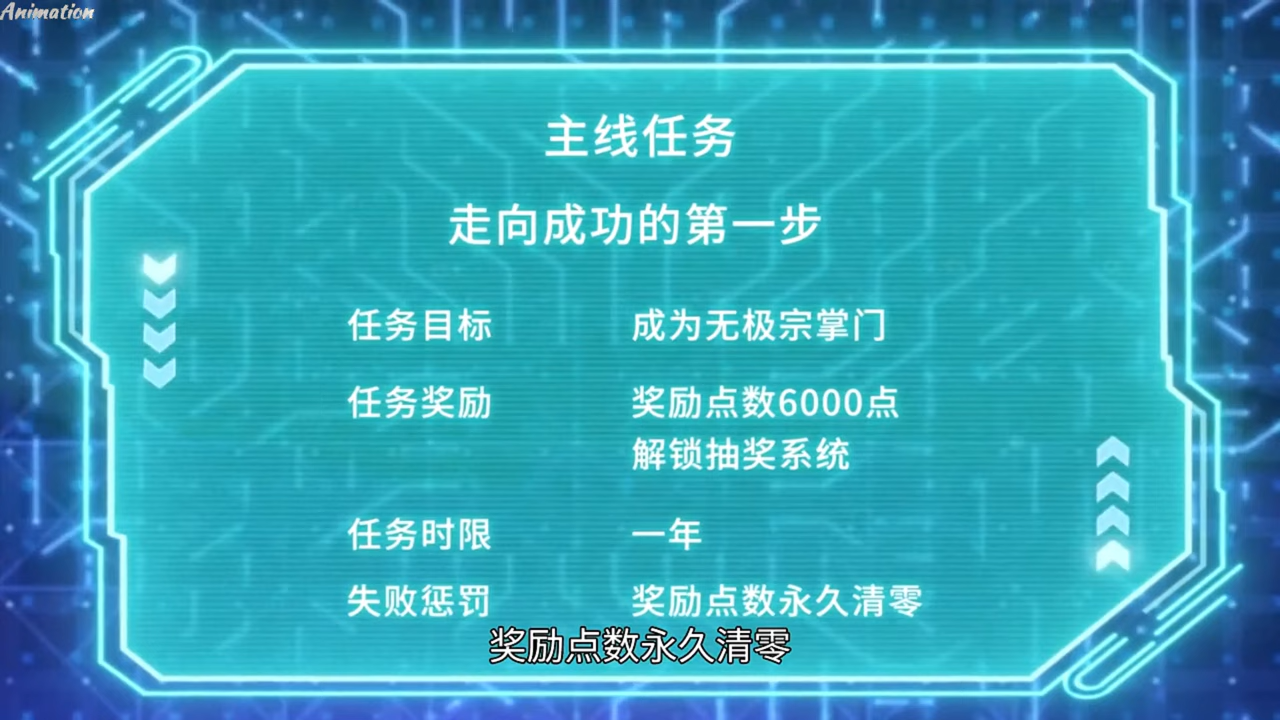 Animation
主线任务
走向成功的第一步
任务目标 成为无极宗掌门
任务奖励 奖励点数6000点
解锁抽奖系统
任务时限 一年
失败惩罚 奖励点数永久清零
奖励点数永久清零